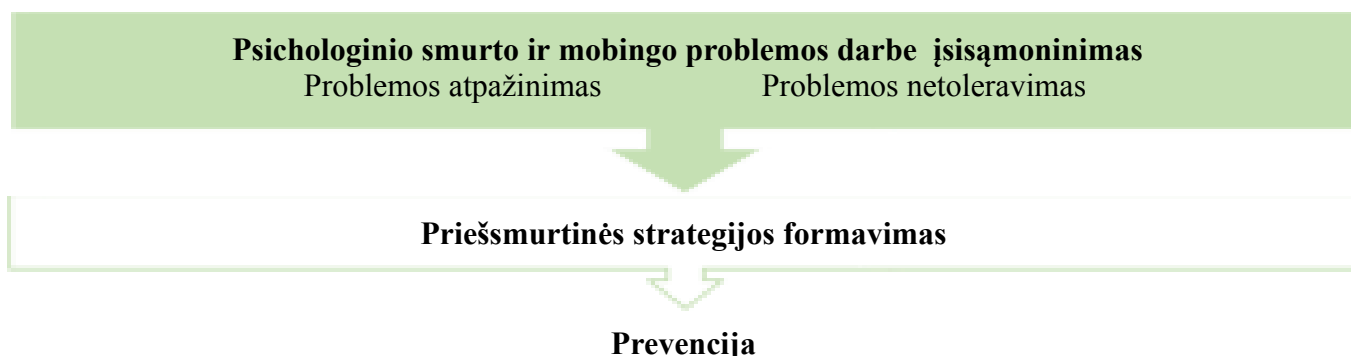 Psichologinio smurto ir mobingo problemos darbe įsisąmoninimas
Problemos atpažinimas Problemos netoleravimas
Priešsmurtinės strategijos formavimas
Prevencija